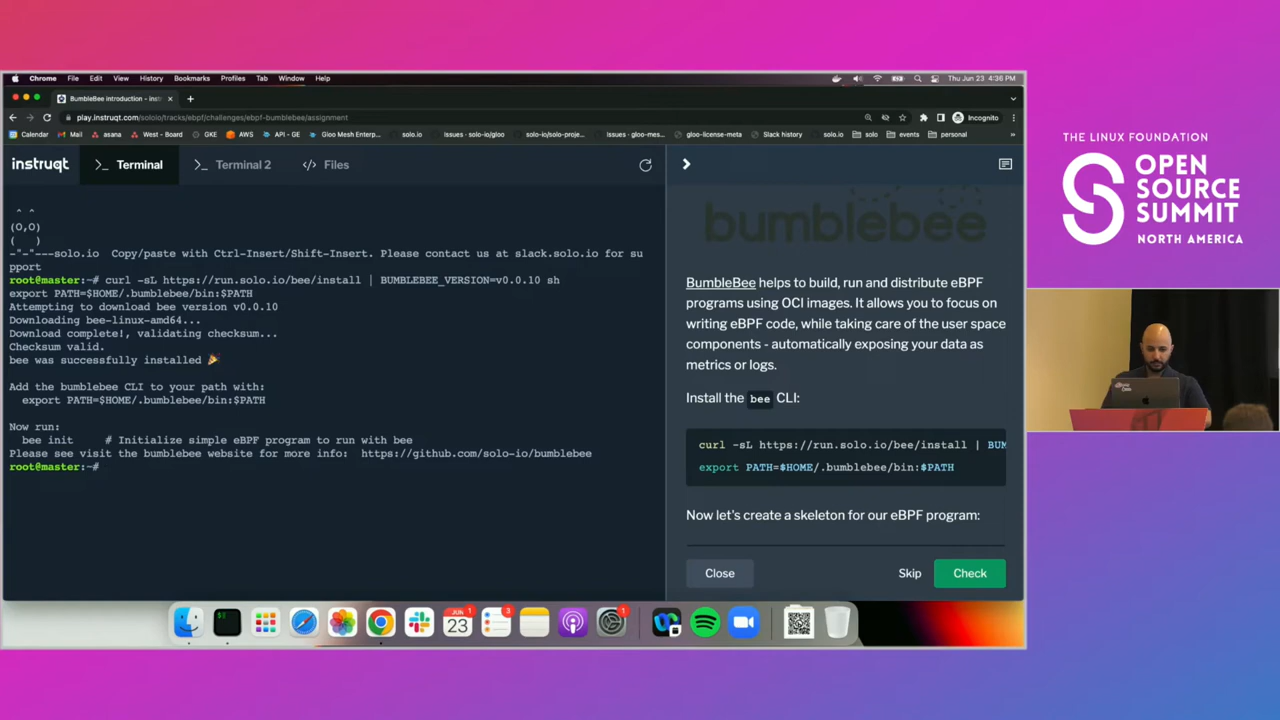 Chrome File Edit View History Bookmarks Profiles Tab Window Help
Thu Jun 23 4:36 PM
BumbleBee introduction - inst
play.instruqt.com/soloio/tracks/ebpf/challenges/ebpf-bumblebee/assignment
Incognito
Calendar Mail asana West - Board GKE AWS API - GE Gloo Mesh Enterpr... solo.io Issues · solo-io/gloo solo-io/solo-proje... Issues · gloo-mes... gloo-license-meta Slack history solo.io solo events personal
instruqt
>_ Terminal
>_ Terminal 2
</> Files
^ ^
(O,O)
( )
-"-"---solo.io Copy/paste with Ctrl-Insert/Shift-Insert. Please contact us at slack.solo.io for su
pport
root@master:~# curl -sL https://run.solo.io/bee/install | BUMBLEBEE_VERSION=v0.0.10 sh
export PATH=$HOME/.bumblebee/bin:$PATH
Attempting to download bee version v0.0.10
Downloading bee-linux-amd64...
Download complete!, validating checksum...
Checksum valid.
bee was successfully installed 🎉
Add the bumblebee CLI to your path with:
export PATH=$HOME/.bumblebee/bin:$PATH
Now run:
bee init # Initialize simple eBPF program to run with bee
Please see visit the bumblebee website for more info: https://github.com/solo-io/bumblebee
root@master:~#
bumblebee
BumbleBee helps to build, run and distribute eBPF
programs using OCI images. It allows you to focus on
writing eBPF code, while taking care of the user space
components - automatically exposing your data as
metrics or logs.
Install the bee CLI:
curl -sL https://run.solo.io/bee/install | BUM
export PATH=$HOME/.bumblebee/bin:$PATH
Now let's create a skeleton for our eBPF program:
Close
Skip
Check
JUN
23
1
3
1
THE LINUX FOUNDATION
OPEN
SOURCE
SUMMIT
NORTH AMERICA